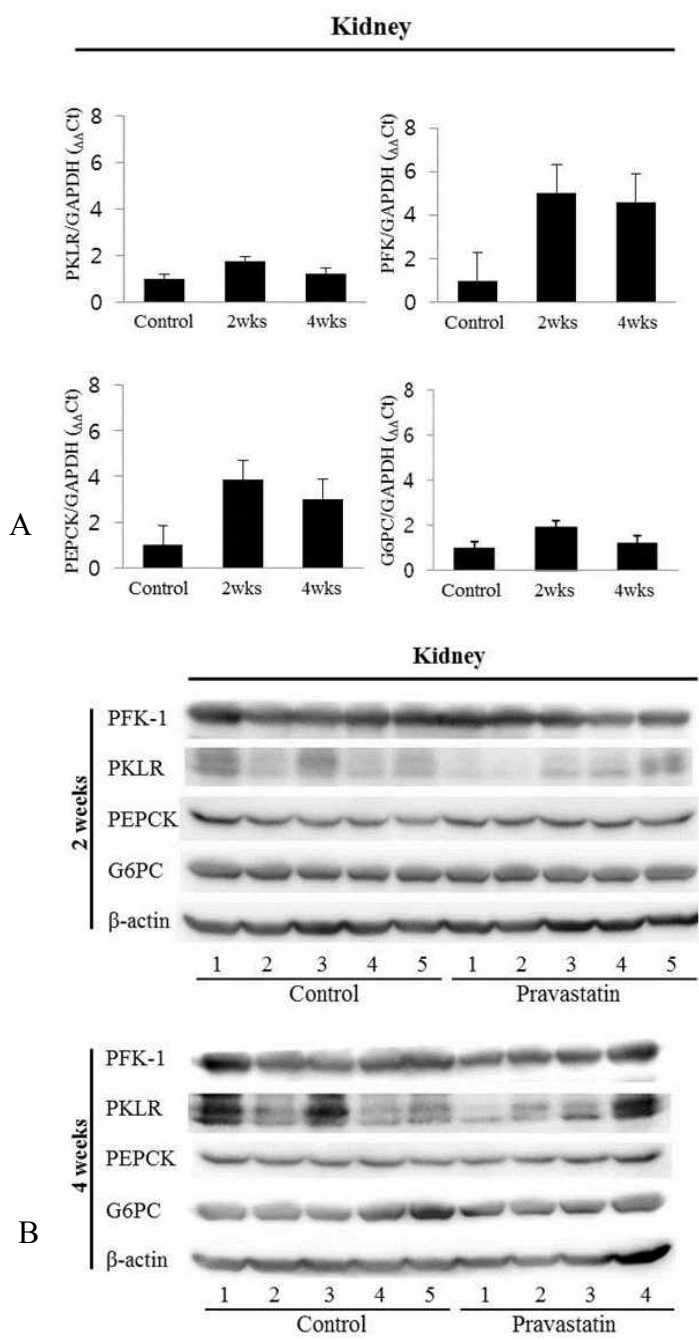 Kidney
PKLR/GAPDH (ΔΔCt)
8
6
4
2
0
Control 2wks 4wks
PFK/GAPDH (ΔΔCt)
8
6
4
2
0
Control 2wks 4wks
A
PEPCK/GAPDH (ΔΔCt)
8
6
4
2
0
Control 2wks 4wks
G6PC/GAPDH (ΔΔCt)
8
6
4
2
0
Control 2wks 4wks
Kidney
2 weeks
PFK-1
PKLR
PEPCK
G6PC
β-actin
1 2 3 4 5 1 2 3 4 5
Control Pravastatin
B
4 weeks
PFK-1
PKLR
PEPCK
G6PC
β-actin
1 2 3 4 5 1 2 3 4
Control Pravastatin